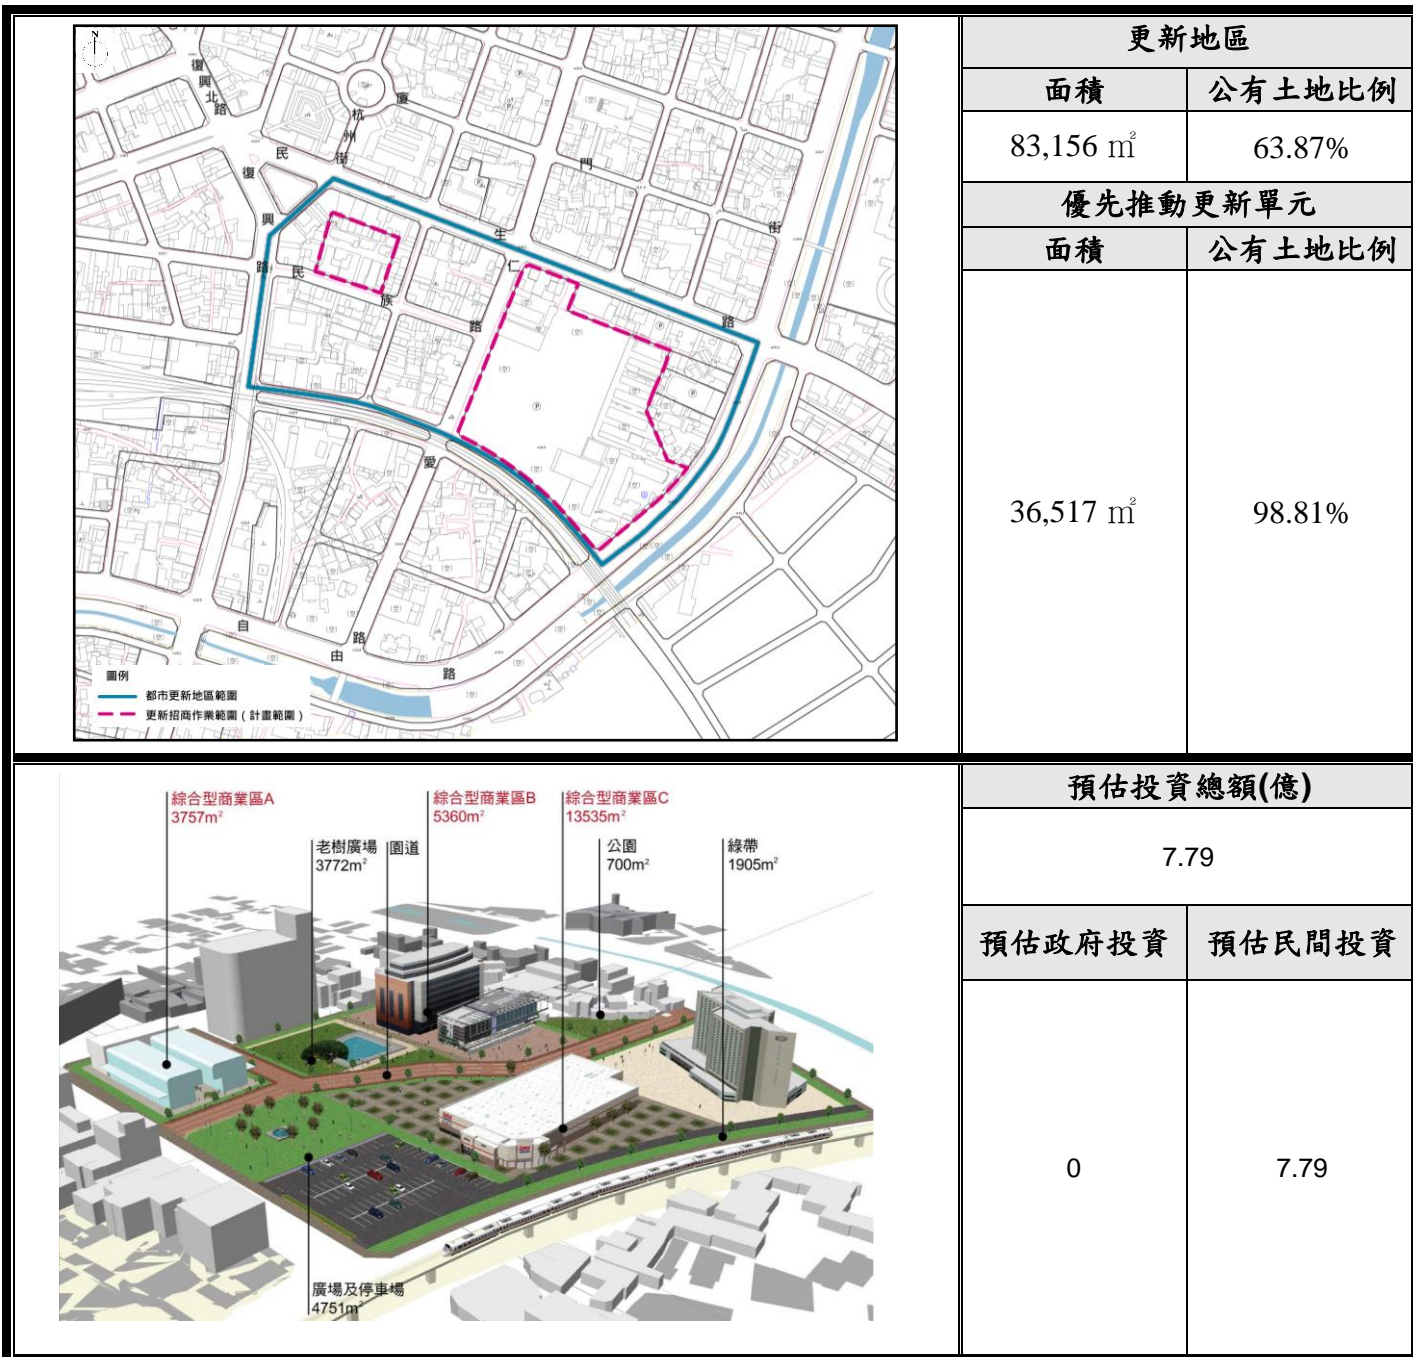 N
復
興
北
路
杭
州
街
廈
門
街
民
生
路
復
興
路
民
族
路
仁
愛
路
自
由
路
圖例
都市更新地區範圍
更新招商作業範圍(計畫範圍)
更新地區
面積 公有土地比例
83,156 ㎡ 63.87%
優先推動更新單元
面積 公有土地比例
36,517 ㎡ 98.81%
綜合型商業區A
3757m²
綜合型商業區B
5360m²
綜合型商業區C
13535m²
老樹廣場
3772m²
園道
公園
700m²
綠帶
1905m²
廣場及停車場
4751m²
預估投資總額(億)
7.79
預估政府投資 預估民間投資
0 7.79